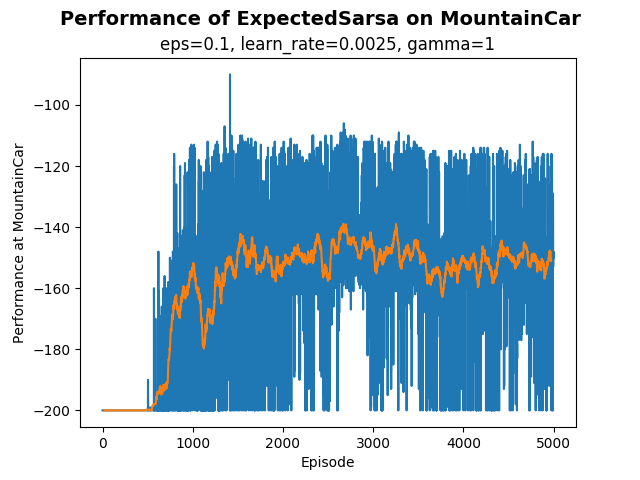 Performance of ExpectedSarsa on MountainCar
eps=0.1, learn_rate=0.0025, gamma=1
Performance at MountainCar
−100
−120
−140
−160
−180
−200
0 1000 2000 3000 4000 5000
Episode